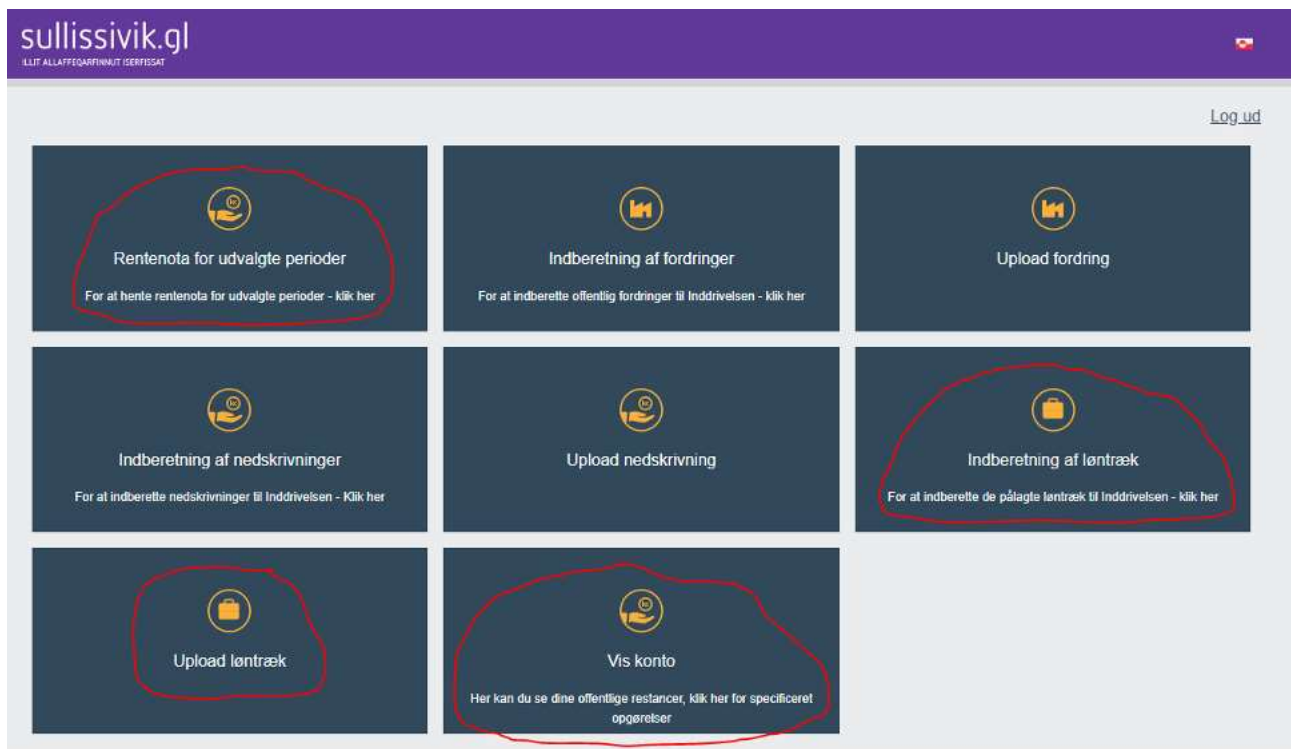 sullissivik.gl
ILLIT ALLAFFEQARFINNUT ISERFISSAT
Log ud
Rentenota for udvalgte perioder
For at hente rentenota for udvalgte perioder - klik her
Indberetning af fordringer
For at indberette offentlig fordringer til Inddrivelsen - klik her
Upload fordring
Indberetning af nedskrivninger
For at indberette nedskrivninger til Inddrivelsen - Klik her
Upload nedskrivning
Indberetning af løntræk
For at indberette de pålagte løntræk til Inddrivelsen - klik her
Upload løntræk
Vis konto
Her kan du se dine offentlige restancer, klik her for specificeret
opgørelser